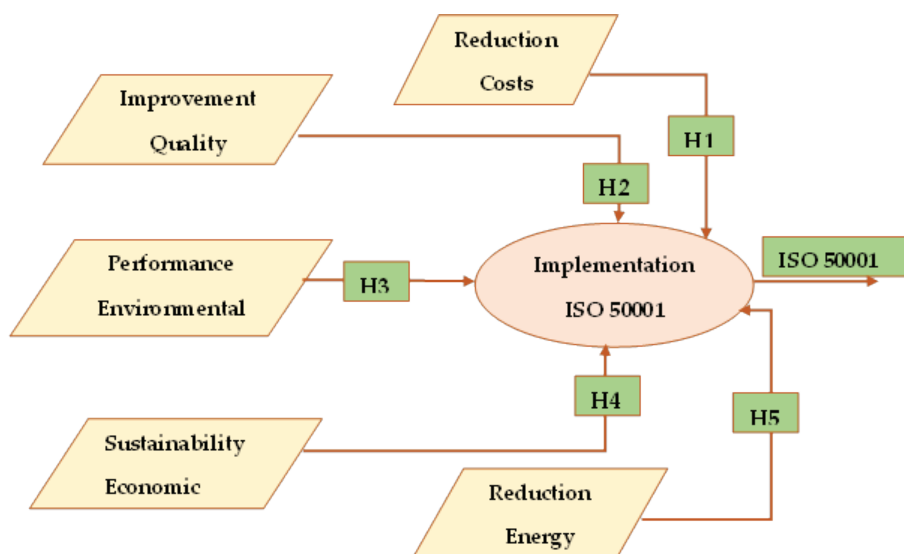 Reduction
Costs
Improvement
Quality
H1
H2
Performance
Environmental
H3
Implementation
ISO 50001
ISO 50001
H4
Sustainability
Economic
H5
Reduction
Energy